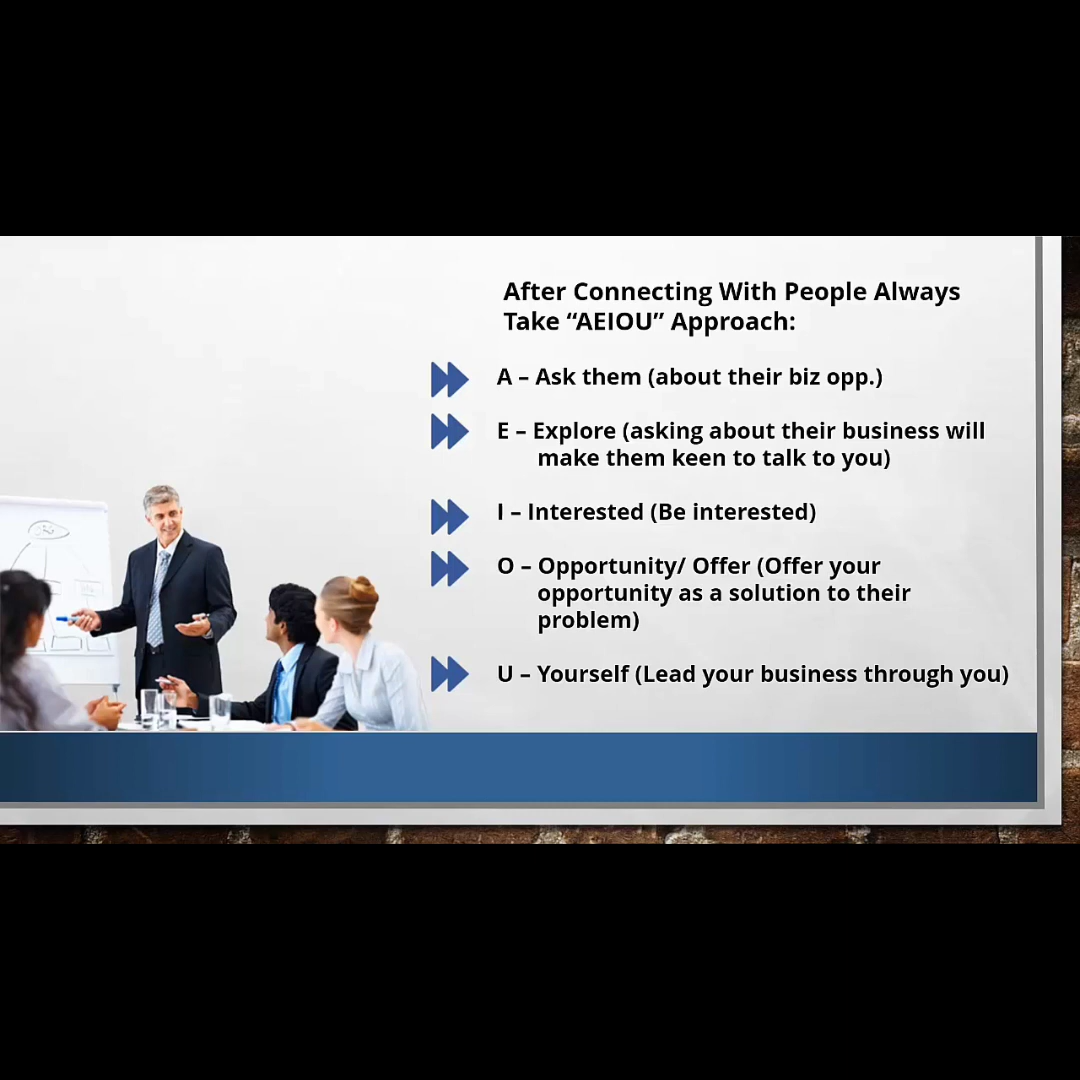 After Connecting With People Always
Take “AEIOU” Approach:
A – Ask them (about their biz opp.)
E – Explore (asking about their business will
make them keen to talk to you)
I – Interested (Be interested)
O – Opportunity/ Offer (Offer your
opportunity as a solution to their
problem)
U – Yourself (Lead your business through you)